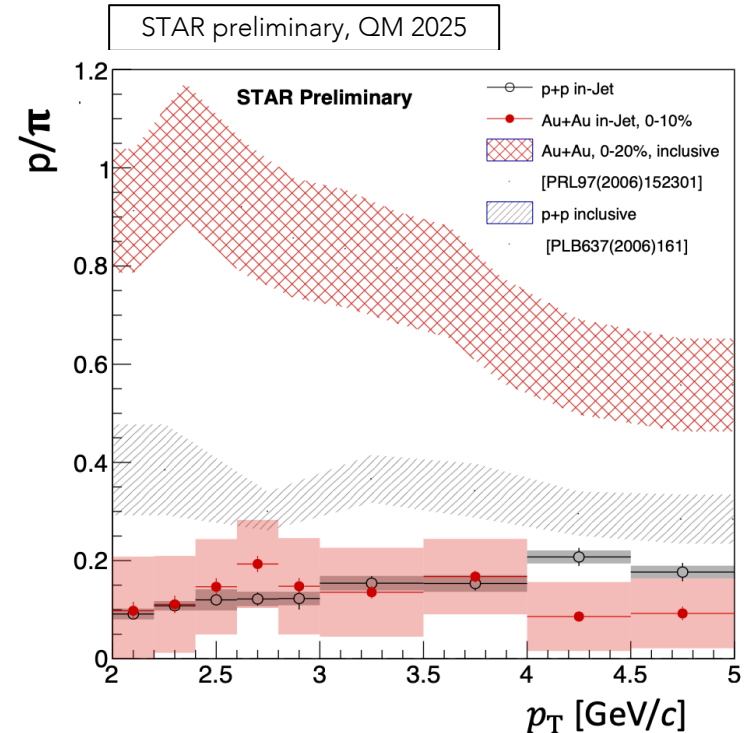 STAR preliminary, QM 2025
STAR Preliminary
p+p in-Jet
Au+Au in-Jet, 0-10%
Au+Au, 0-20%, inclusive
[PRL97(2006)152301]
p+p inclusive
[PLB637(2006)161]
p/π
1.2
1
0.8
0.6
0.4
0.2
0
2
2.5
3
3.5
4
4.5
5
pT [GeV/c]